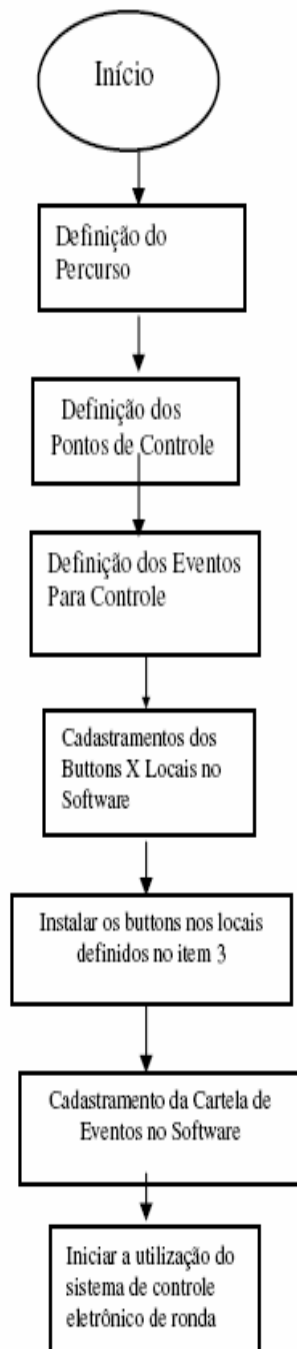 Início
Definição do
Percurso
Definição dos
Pontos de Controle
Definição dos Eventos
Para Controle
Cadastramentos dos
Buttons X Locais no
Software
Instalar os buttons nos locais
definidos no item 3
Cadastramento da Cartela de
Eventos no Software
Iniciar a utilização do
sistema de controle
eletrônico de ronda